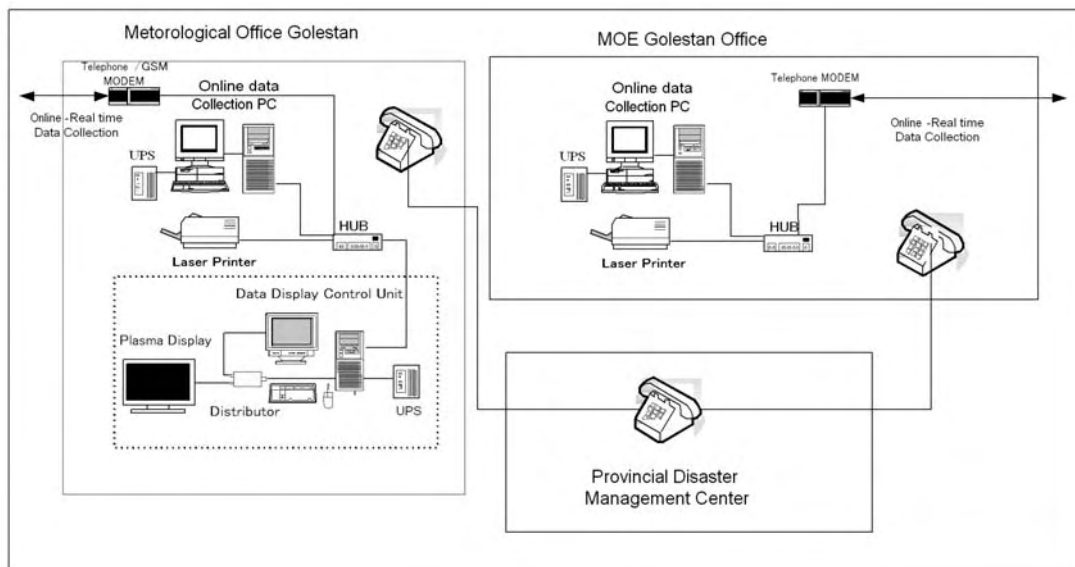 Metorological Office Golestan
Telephone /GSM
MODEM
Online -Real time
Data Collection
Online data
Collection PC
UPS
HUB
Laser Printer
Data Display Control Unit
Plasma Display
Distributor
UPS
MOE Golestan Office
Telephone MODEM
Online data
Collection PC
Online -Real time
Data Collection
UPS
HUB
Laser Printer
Provincial Disaster
Management Center